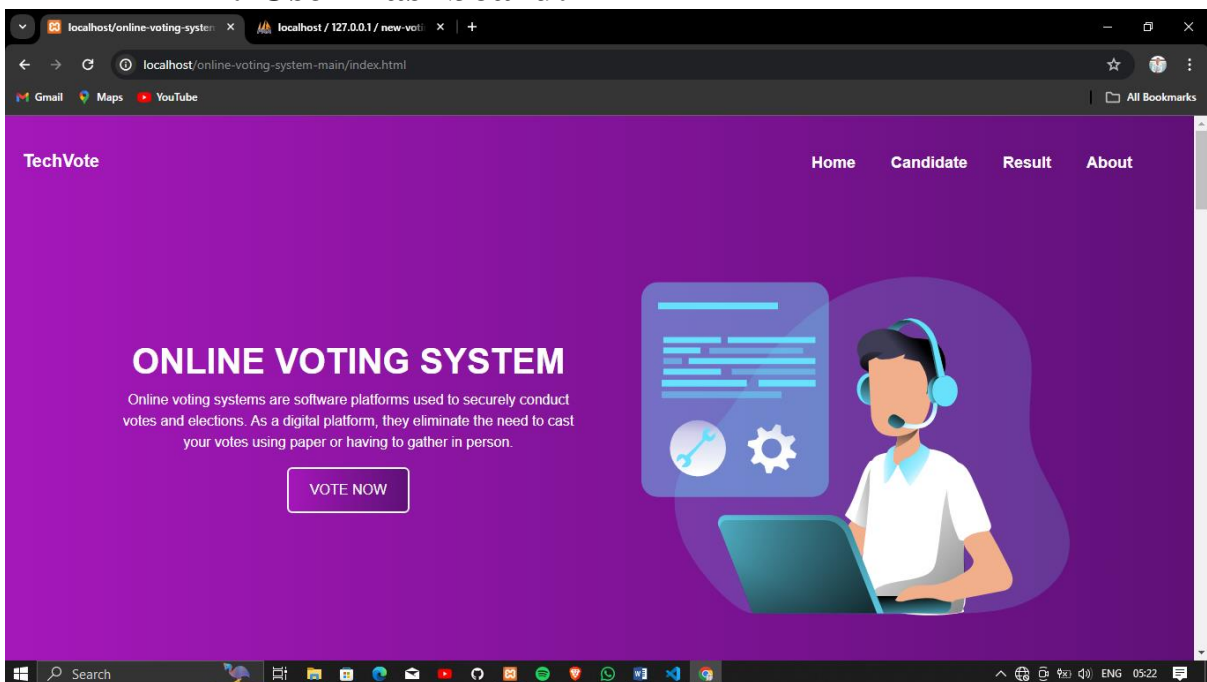 localhost/online-voting-system
localhost / 127.0.0.1 / new-voti
localhost/online-voting-system-main/index.html
Gmail Maps YouTube All Bookmarks
TechVote Home Candidate Result About
ONLINE VOTING SYSTEM
Online voting systems are software platforms used to securely conduct
votes and elections. As a digital platform, they eliminate the need to cast
your votes using paper or having to gather in person.
VOTE NOW
Search ENG 05:22